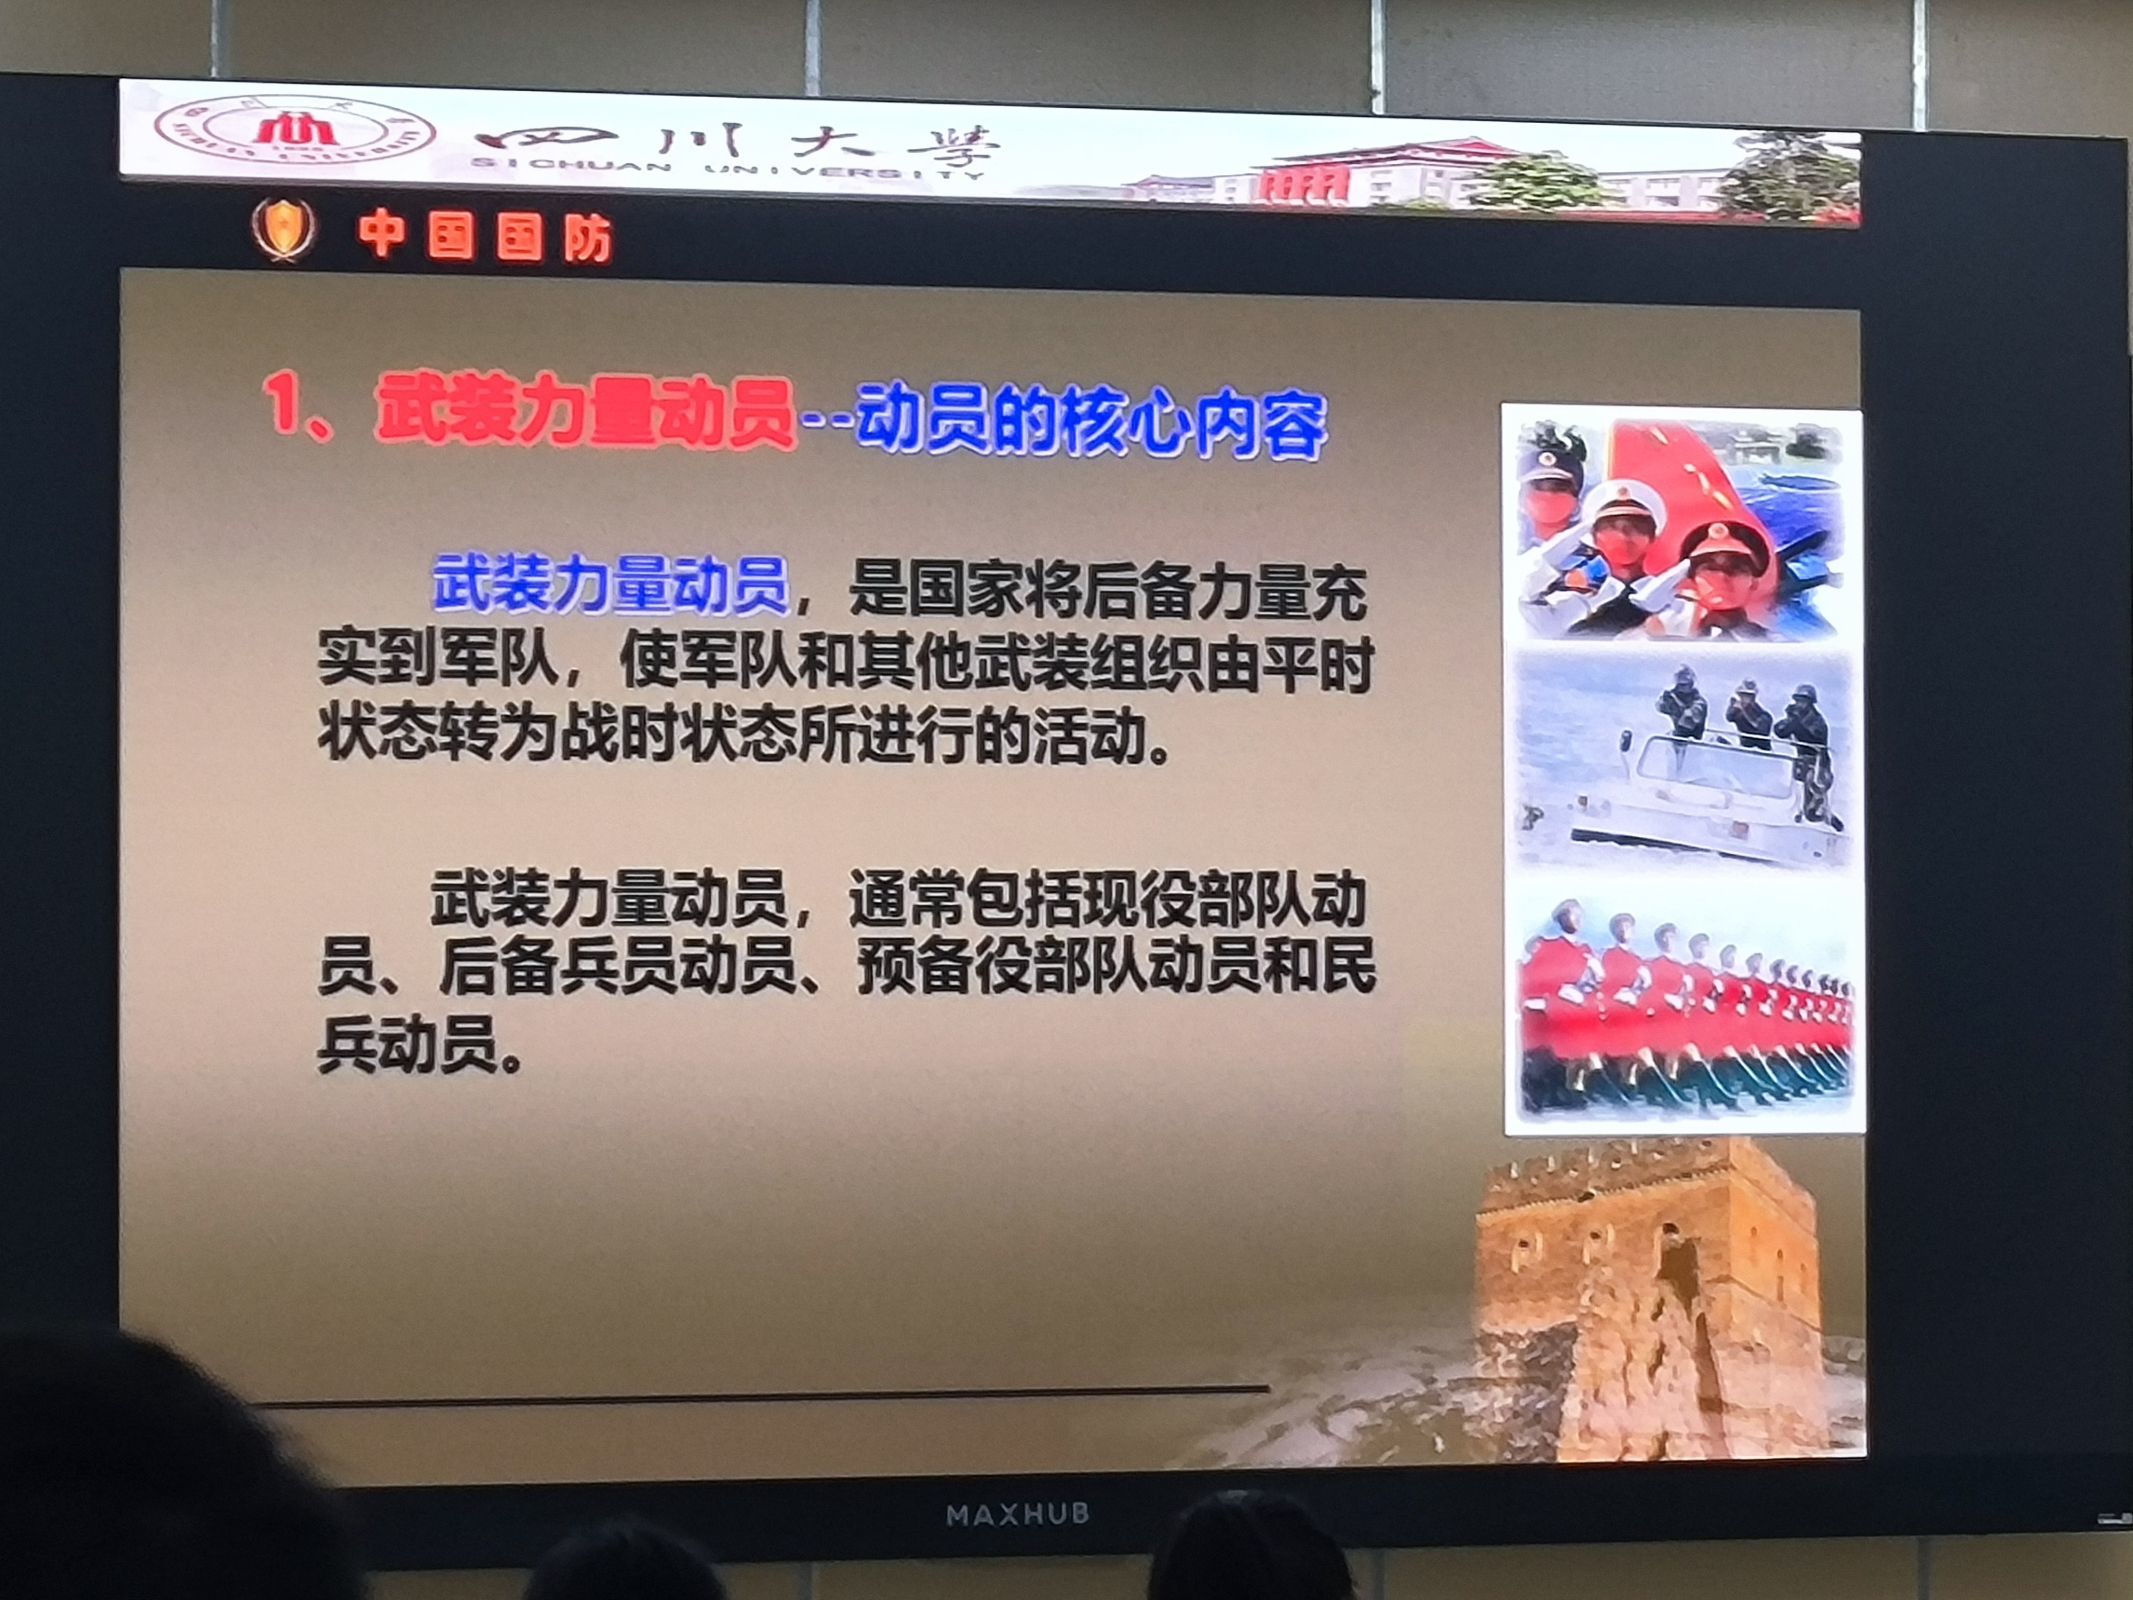 四川大学
SICHUAN UNIVERSITY
中国国防
1、武装力量动员--动员的核心内容
武装力量动员，是国家将后备力量充
实到军队，使军队和其他武装组织由平时
状态转为战时状态所进行的活动。
武装力量动员，通常包括现役部队动
员、后备兵员动员、预备役部队动员和民
兵动员。
MAXHUB